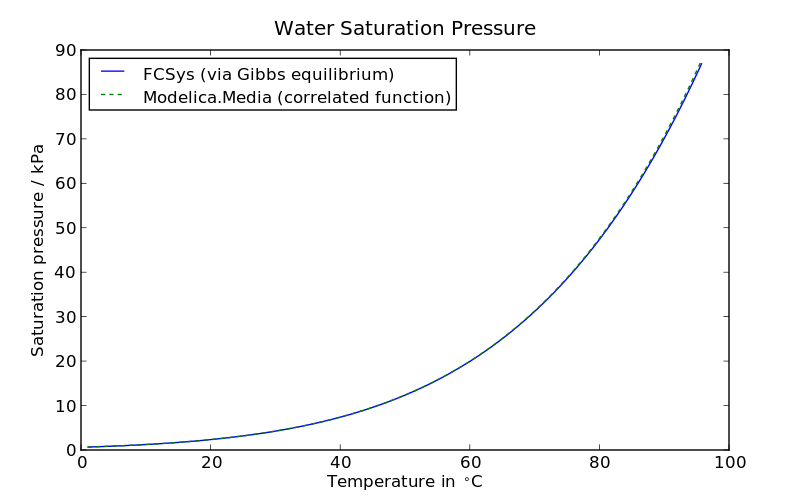 Water Saturation Pressure
90
80
70
60
50
40
30
20
10
0
Saturation pressure / kPa
FCSys (via Gibbs equilibrium)
Modelica.Media (correlated function)
0 20 40 60 80 100
Temperature in °C